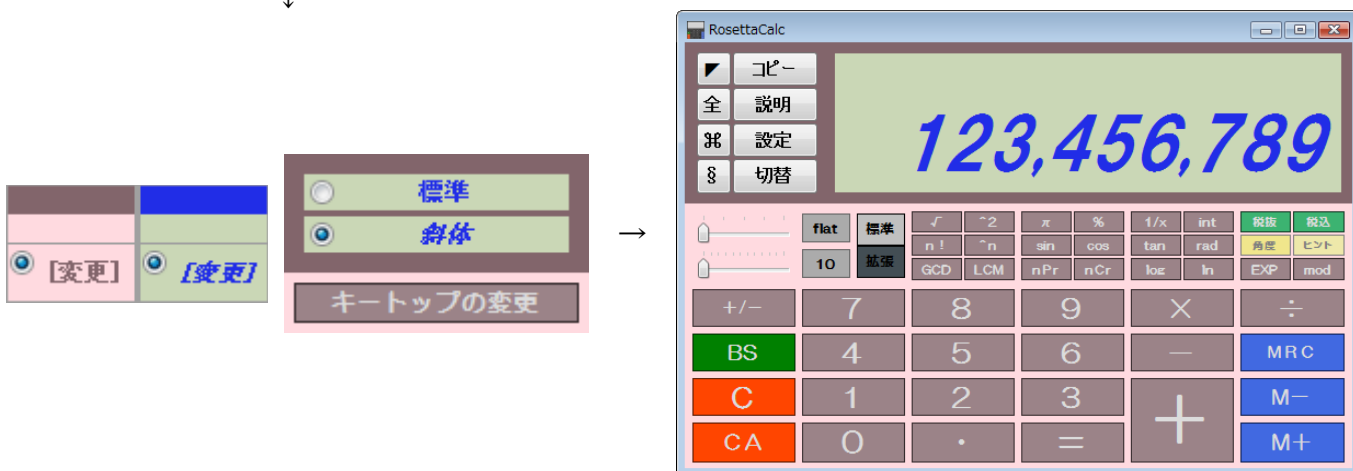 ↓
[変更] [変更]
標準
斜体
キートップの変更
→
RosettaCalc
◤ コピー
全 説明
⌘ 設定
§ 切替
123,456,789
flat 標準 √ ^2 π % 1/x int 税抜 税込
n! ^n sin cos tan rad 角度 ヒント
10 拡張 GCD LCM nPr nCr log ln EXP mod
+/− 7 8 9 × ÷
BS 4 5 6 − MRC
C 1 2 3 + M−
CA 0 · = M+